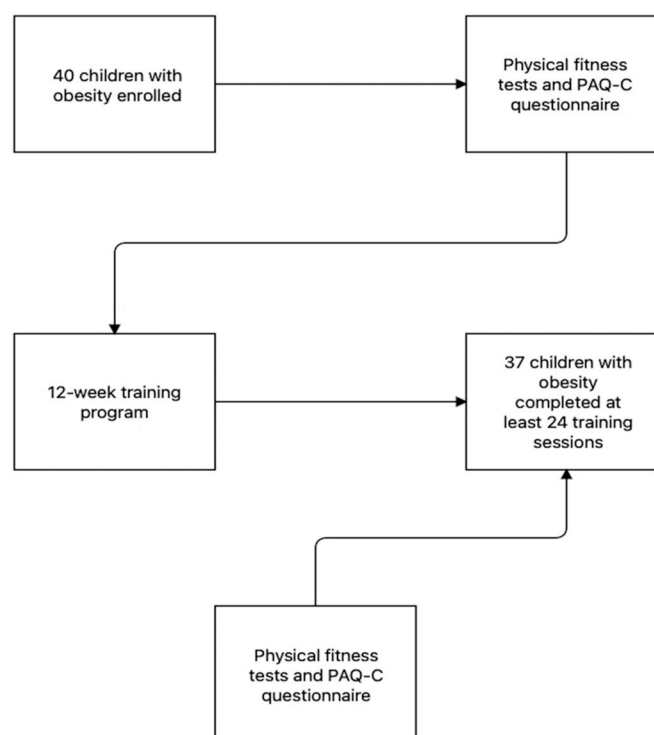 40 children with
obesity enrolled
Physical fitness
tests and PAQ-C
questionnaire
12-week training
program
37 children with
obesity
completed at
least 24 training
sessions
Physical fitness
tests and PAQ-C
questionnaire